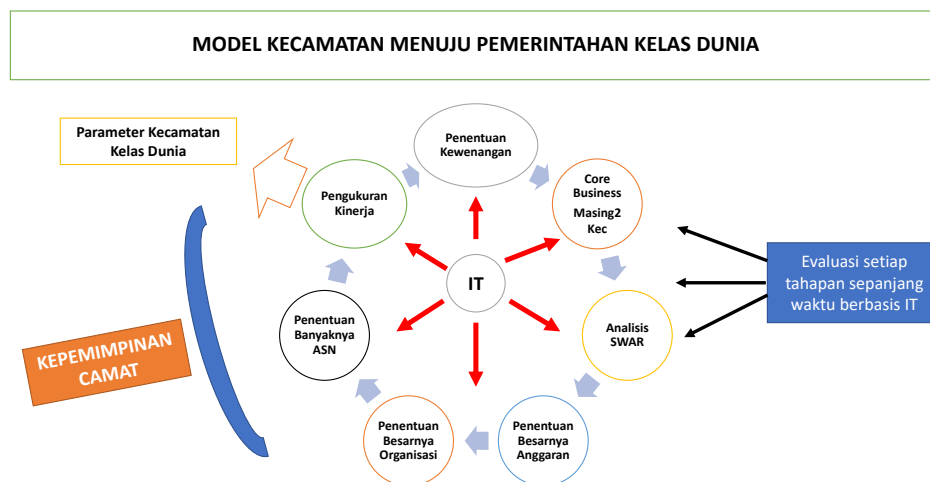 MODEL KECAMATAN MENUJU PEMERINTAHAN KELAS DUNIA
Parameter Kecamatan
Kelas Dunia
Penentuan
Kewenangan
Pengukuran
Kinerja
Core
Business
Masing2
Kec
IT
Evaluasi setiap
tahapan sepanjang
waktu berbasis IT
Penentuan
Banyaknya
ASN
Analisis
SWAR
KEPEMIMPINAN
CAMAT
Penentuan
Besarnya
Organisasi
Penentuan
Besarnya
Anggaran